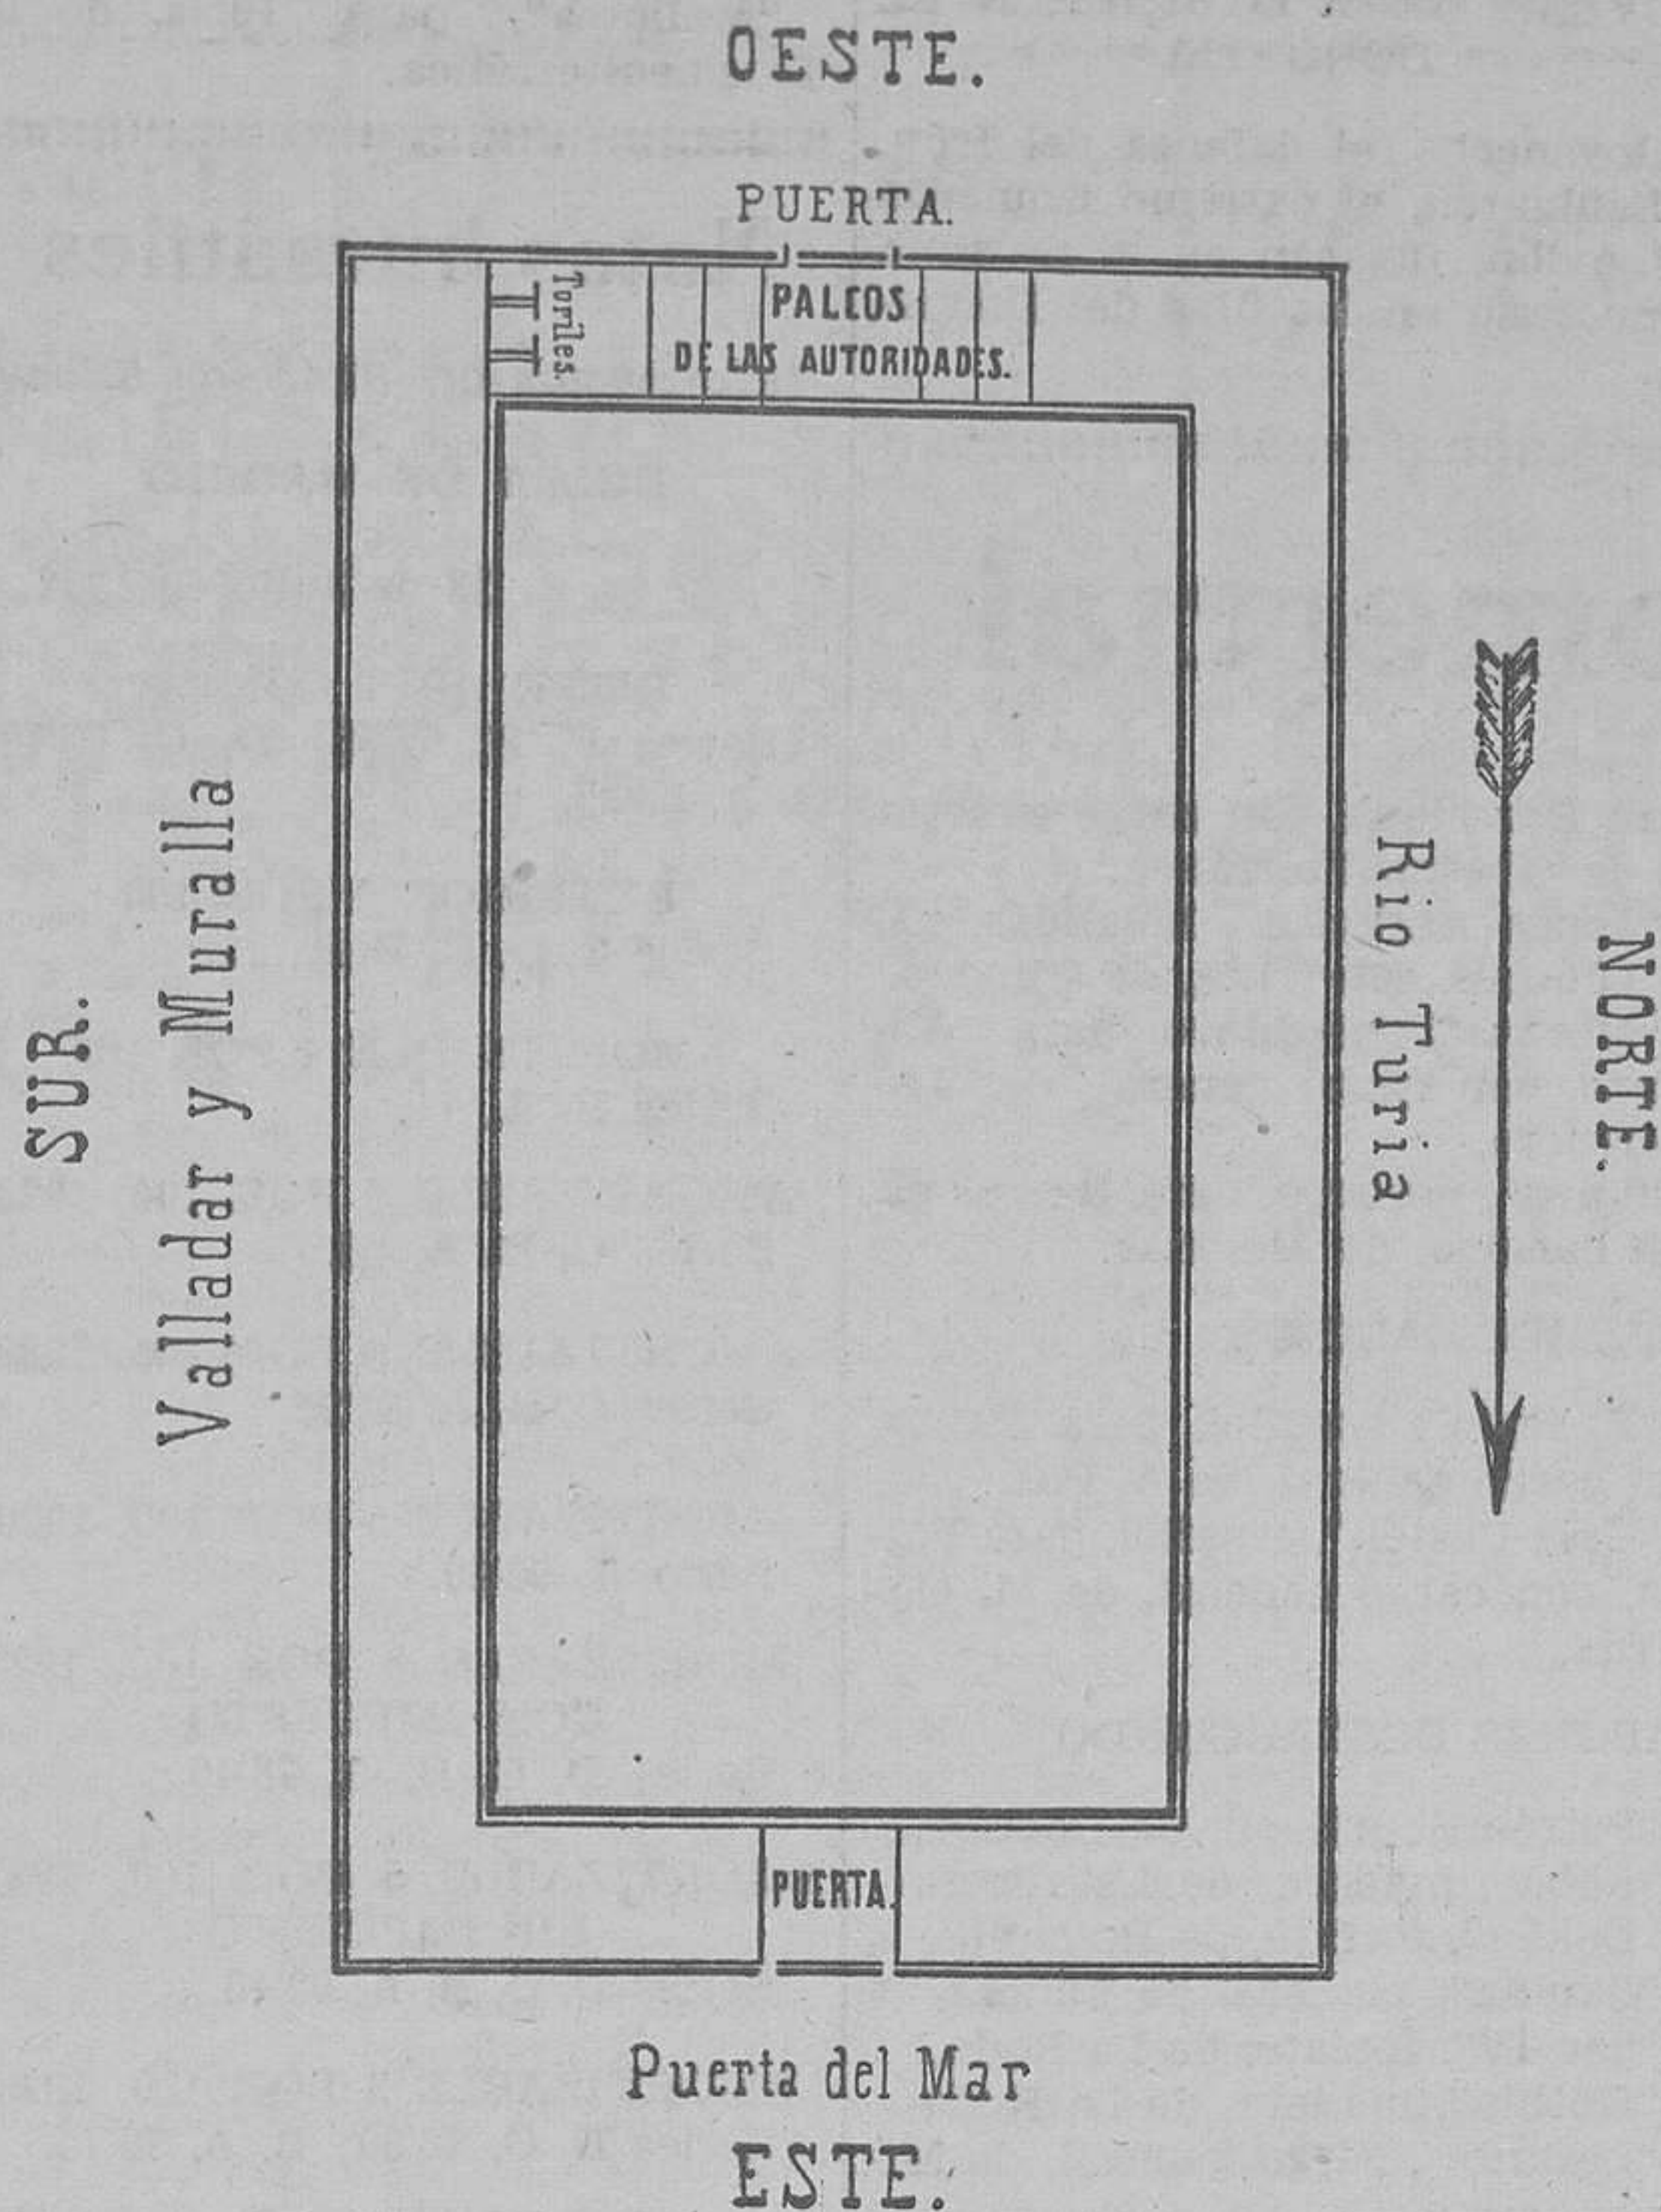 OESTE.
PUERTA.
Toriles.
PALCOS
DE LAS AUTORIDADES.
SUR.
Valladar y Muralla
Rio Turia
NORTE.
PUERTA.
Puerta del Mar
ESTE.